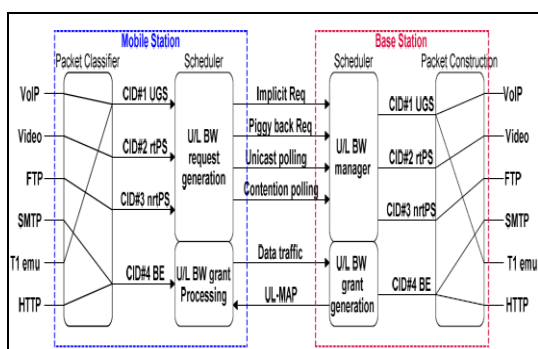 Mobile Station
Base Station
Packet Classifier
Scheduler
Scheduler
Packet Construction
VoIP
Video
FTP
SMTP
T1 emu
HTTP
CID#1 UGS
CID#2 rtPS
CID#3 nrtPS
CID#4 BE
U/L BW
request
generation
U/L BW grant
Processing
Implicit Req
Piggy back Req
Unicast polling
Contention polling
Data traffic
UL-MAP
U/L BW
manager
U/L BW
grant
generation
CID#1 UGS
CID#2 rtPS
CID#3 nrtPS
CID#4 BE
VoIP
Video
FTP
SMTP
T1 emu
HTTP